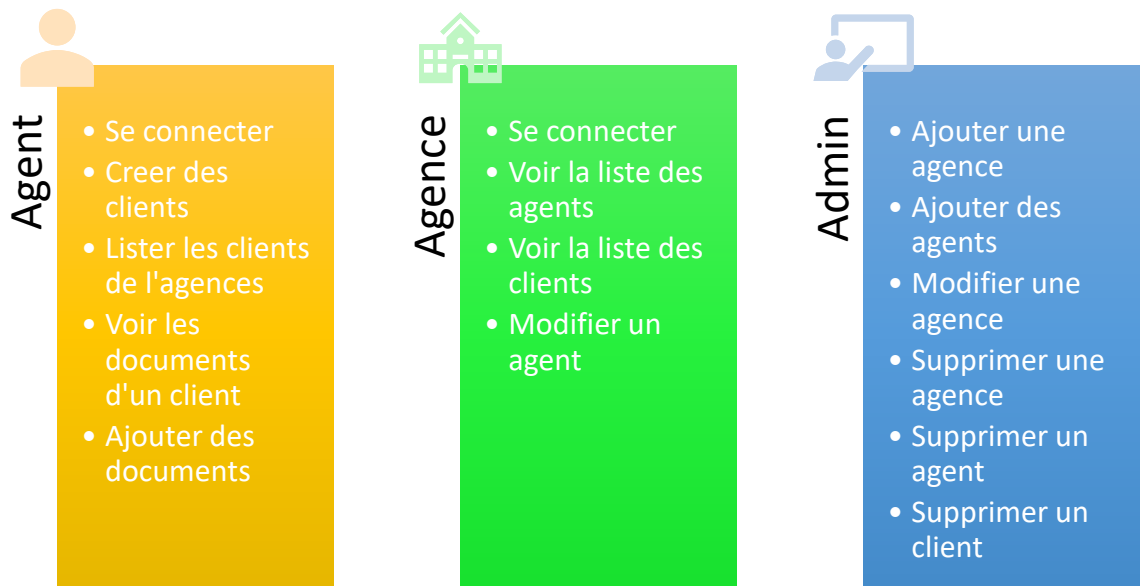 Agent
• Se connecter
• Creer des
clients
• Lister les clients
de l'agences
• Voir les
documents
d'un client
• Ajouter des
documents
Agence
• Se connecter
• Voir la liste des
agents
• Voir la liste des
clients
• Modifier un
agent
Admin
• Ajouter une
agence
• Ajouter des
agents
• Modifier une
agence
• Supprimer une
agence
• Supprimer un
agent
• Supprimer un
client